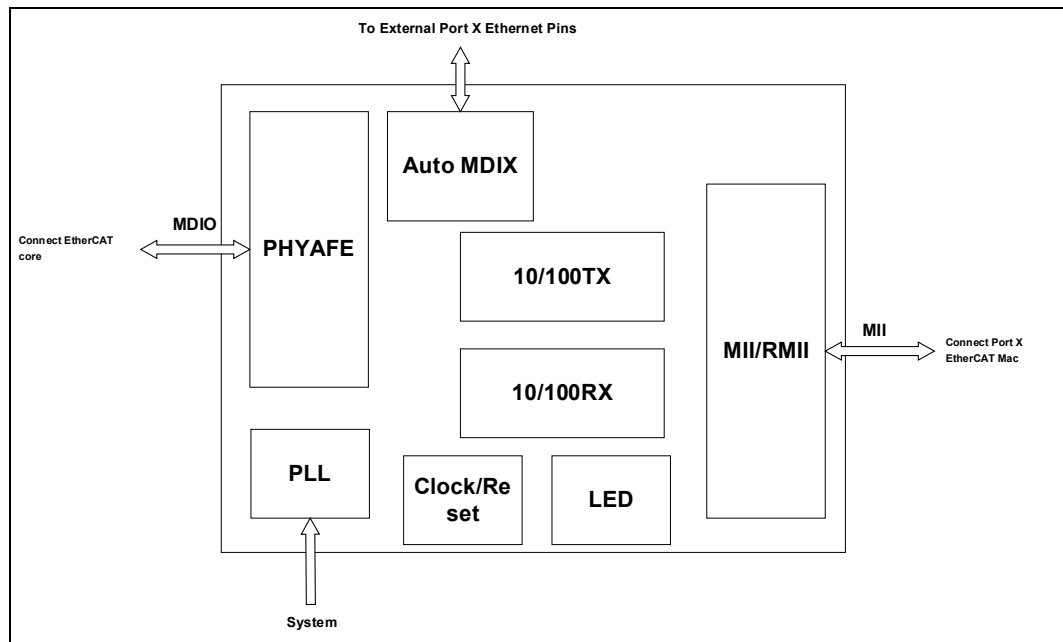 To External Port X Ethernet Pins
Auto MDIX
MDIO
Connect EtherCAT
core
PHYAFE
10/100TX
MII/RMII
MII
Connect Port X
EtherCAT Mac
10/100RX
PLL
Clock/Re
set
LED
System